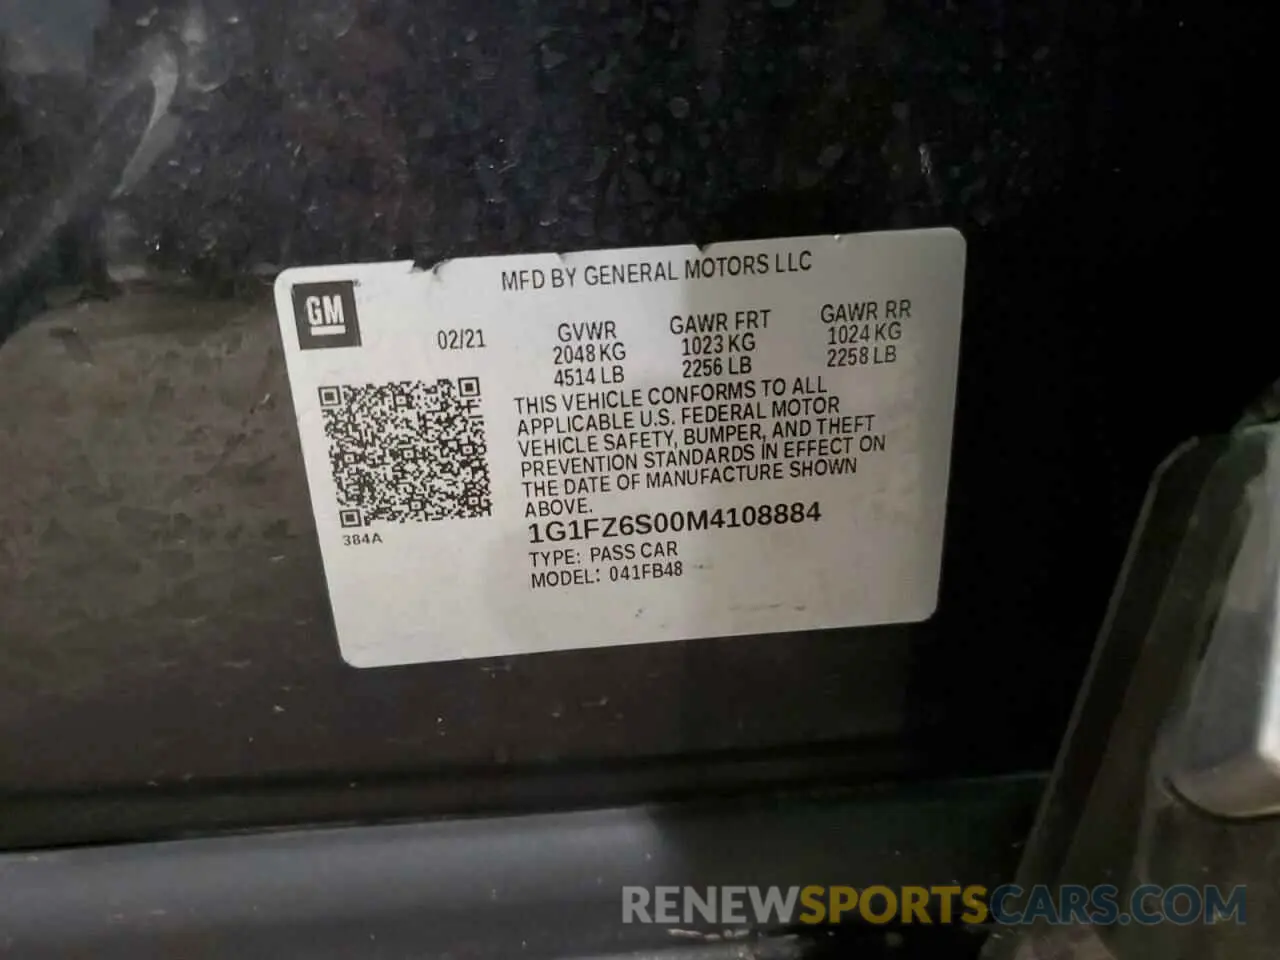 MFD BY GENERAL MOTORS LLC
GM
02/21
GVWR
2048 KG
4514 LB
GAWR FRT
1023 KG
2256 LB
GAWR RR
1024 KG
2258 LB
THIS VEHICLE CONFORMS TO ALL
APPLICABLE U.S. FEDERAL MOTOR
VEHICLE SAFETY, BUMPER, AND THEFT
PREVENTION STANDARDS IN EFFECT ON
THE DATE OF MANUFACTURE SHOWN
ABOVE.
384A
1G1FZ6S00M4108884
TYPE: PASS CAR
MODEL: 041FB48
RENEWSPORTSCARS.COM